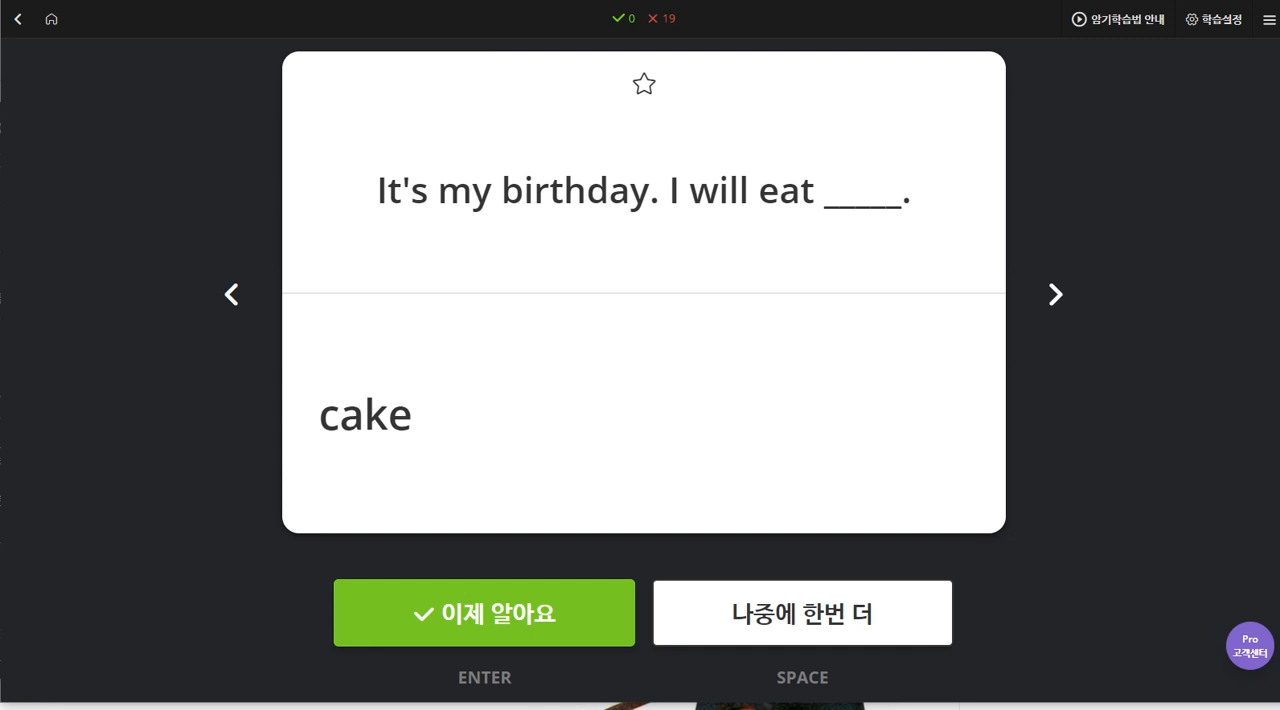 0 19 암기학습법 안내 학습설정
It's my birthday. I will eat _____.
cake
이제 알아요 나중에 한번 더
ENTER SPACE
Pro
고객센터